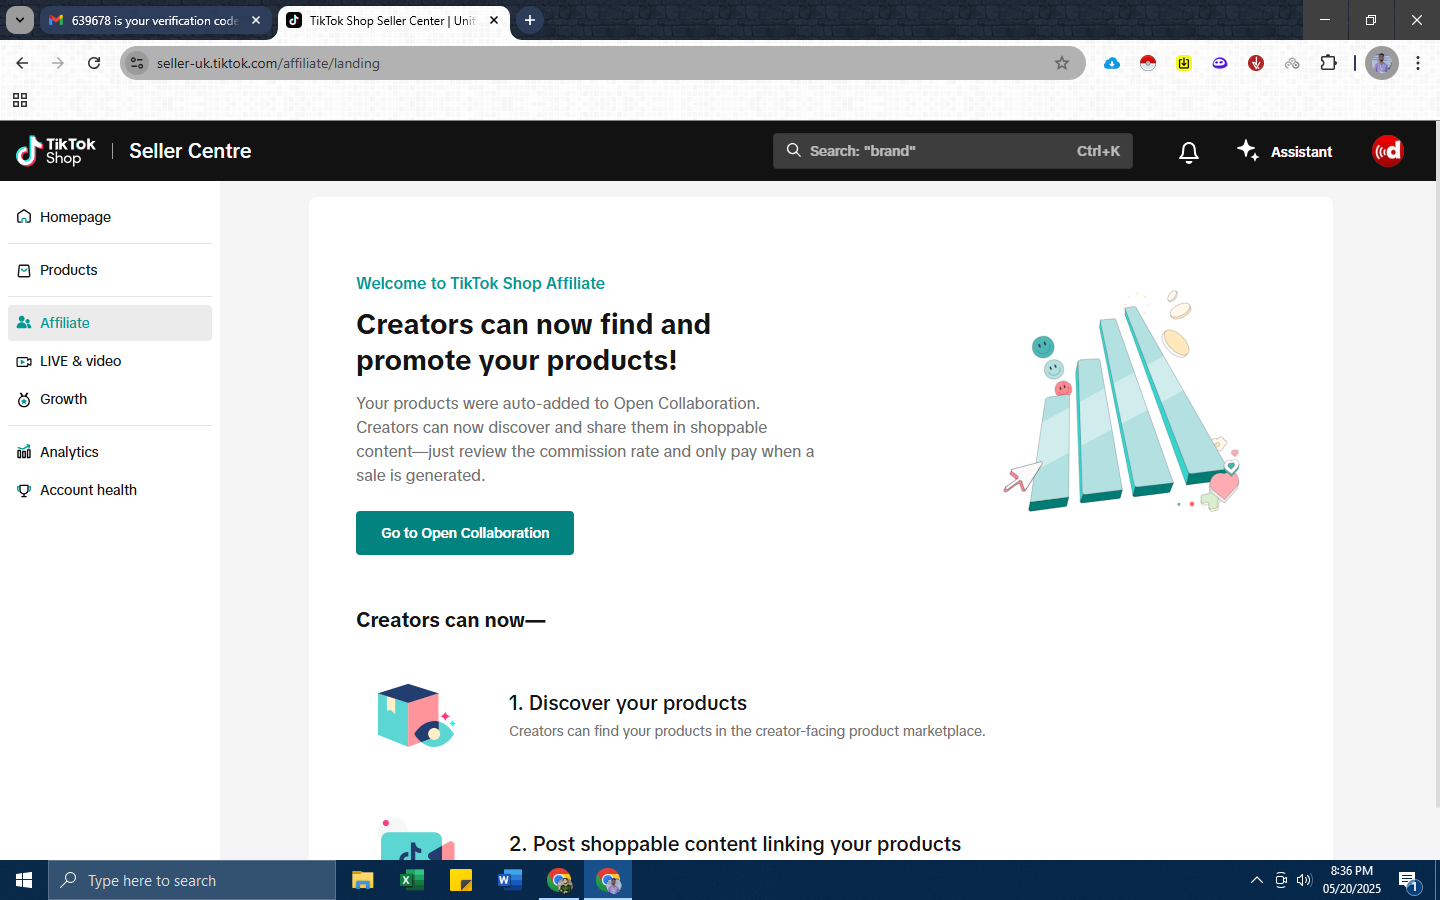 639678 is your verification code
TikTok Shop Seller Center | Unit
seller-uk.tiktok.com/affiliate/landing
TikTok
Shop
Seller Centre
Search: "brand"
Ctrl+K
Assistant
d
Homepage
Products
Affiliate
LIVE & video
Growth
Analytics
Account health
Welcome to TikTok Shop Affiliate
Creators can now find and
promote your products!
Your products were auto-added to Open Collaboration.
Creators can now discover and share them in shoppable
content—just review the commission rate and only pay when a
sale is generated.
Go to Open Collaboration
Creators can now—
1. Discover your products
Creators can find your products in the creator-facing product marketplace.
2. Post shoppable content linking your products
Type here to search
8:36 PM
05/20/2025
1